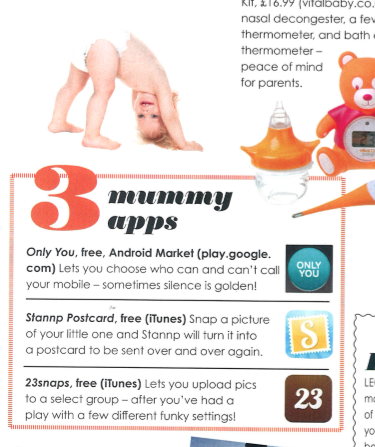 Kit, £16.99 (vitalbaby.co.
nasal decongester, a fev
thermometer, and bath
thermometer –
peace of mind
for parents.
3 mummy
apps
Only You, free, Android Market (play.google.
com) Lets you choose who can and can't call
your mobile – sometimes silence is golden!
ONLY
YOU
Stannp Postcard, free (iTunes) Snap a picture
of your little one and Stannp will turn it into
a postcard to be sent over and over again.
S
23snaps, free (iTunes) Lets you upload pics
to a select group – after you've had a
play with a few different funky settings!
23
LE
mo
of
yo